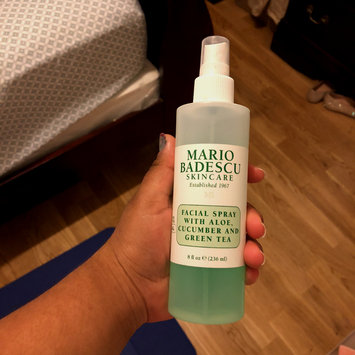 MARIO
BADESCU
SKINCARE
Established 1967
FACIAL SPRAY
WITH ALOE,
CUCUMBER AND
GREEN TEA
8 fl oz ℮ (236 ml)